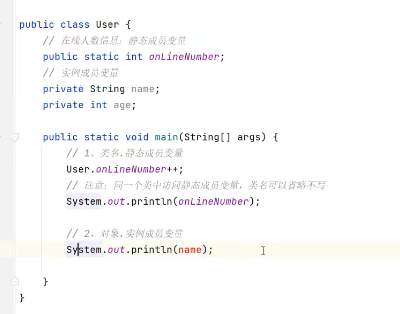 public class User {
// 在线人数信息：静态成员变量
public static int onLineNumber;
// 实例成员变量
private String name;
private int age;
public static void main(String[] args) {
// 1、类名.静态成员变量
User.onLineNumber++;
// 注意：同一个类中访问静态成员变量，类名可以省略不写
System.out.println(onLineNumber);
// 2、对象.实例成员变量
System.out.println(name);
}
}